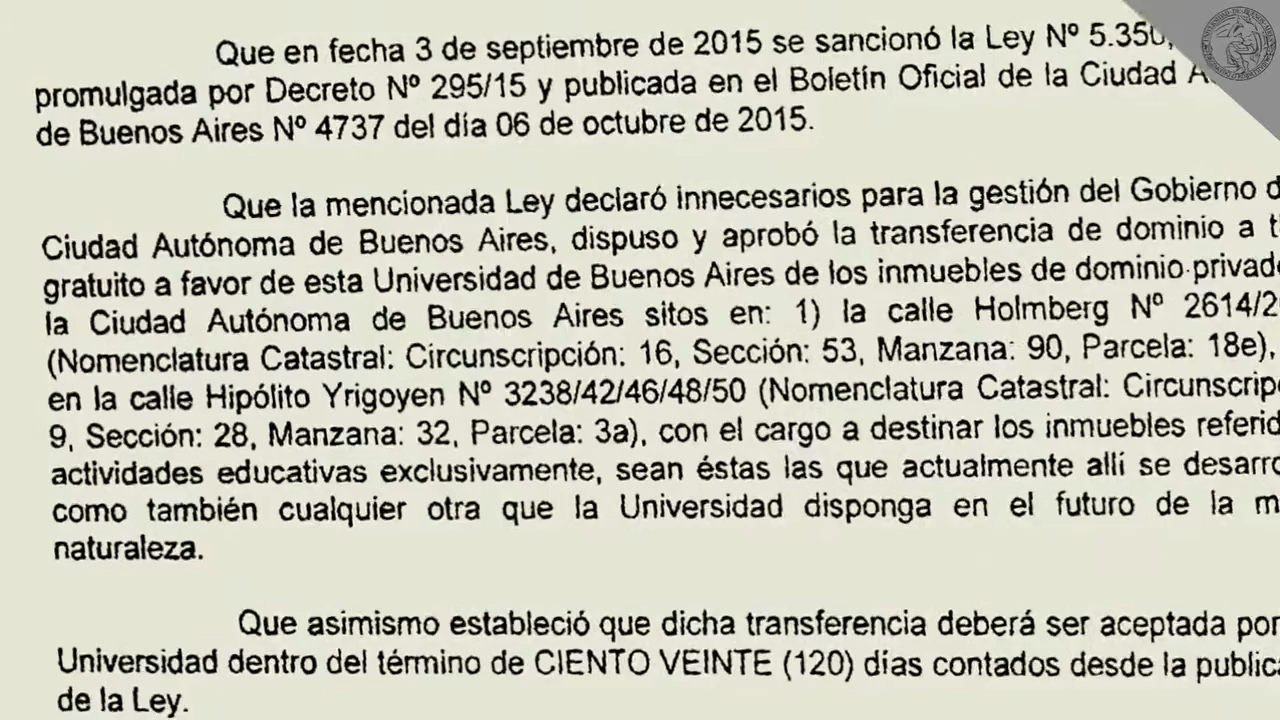 Que en fecha 3 de septiembre de 2015 se sancionó la Ley Nº 5.350,
promulgada por Decreto Nº 295/15 y publicada en el Boletín Oficial de la Ciudad
de Buenos Aires Nº 4737 del día 06 de octubre de 2015.
Que la mencionada Ley declaró innecesarios para la gestión del Gobierno
Ciudad Autónoma de Buenos Aires, dispuso y aprobó la transferencia de dominio a
gratuito a favor de esta Universidad de Buenos Aires de los inmuebles de dominio privad
la Ciudad Autónoma de Buenos Aires sitos en: 1) la calle Holmberg Nº 2614/2
(Nomenclatura Catastral: Circunscripción: 16, Sección: 53, Manzana: 90, Parcela: 18e),
en la calle Hipólito Yrigoyen Nº 3238/42/46/48/50 (Nomenclatura Catastral: Circunscrip
9, Sección: 28, Manzana: 32, Parcela: 3a), con el cargo a destinar los inmuebles referid
actividades educativas exclusivamente, sean éstas las que actualmente allí se desarro
como también cualquier otra que la Universidad disponga en el futuro de la m
naturaleza.
Que asimismo estableció que dicha transferencia deberá ser aceptada por
Universidad dentro del término de CIENTO VEINTE (120) días contados desde la public
de la Ley.